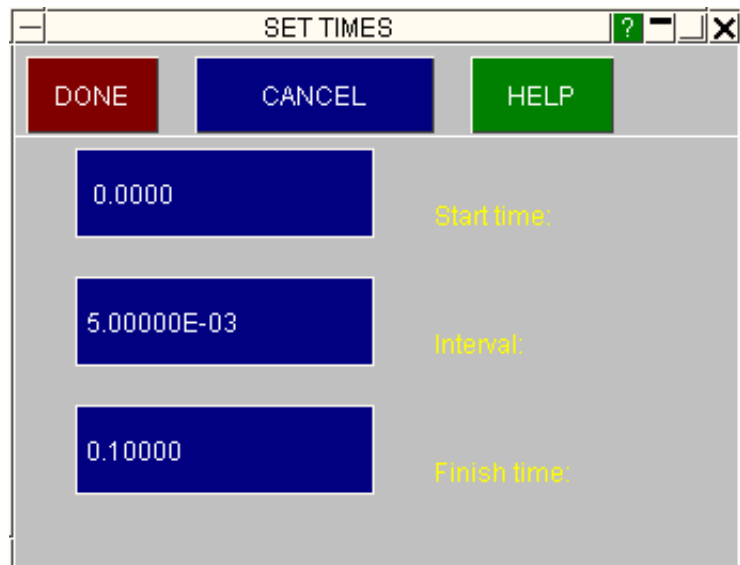 SET TIMES ?
DONE CANCEL HELP
0.0000 Start time:
5.00000E-03 Interval:
0.10000 Finish time: